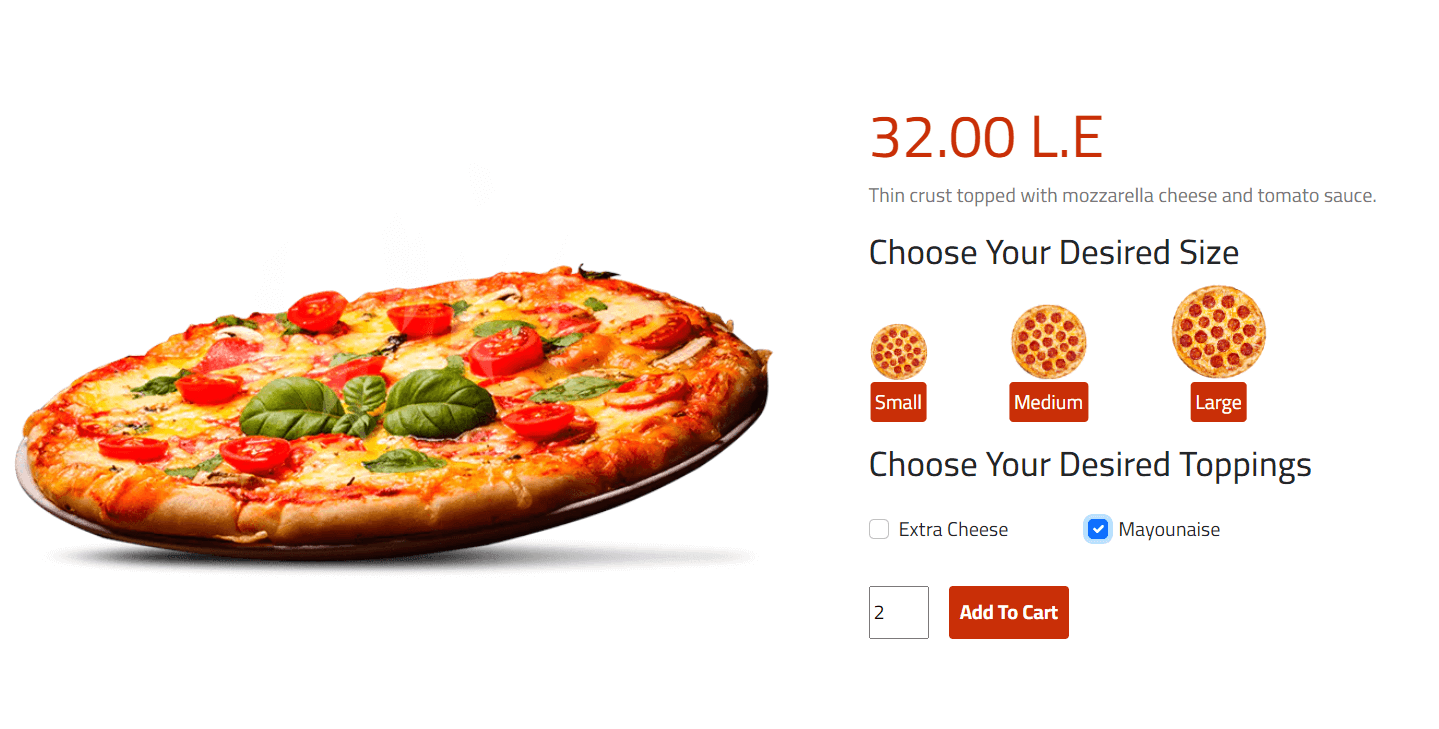 32.00 L.E
Thin crust topped with mozzarella cheese and tomato sauce.
Choose Your Desired Size
Small Medium Large
Choose Your Desired Toppings
Extra Cheese Mayounaise
2 Add To Cart